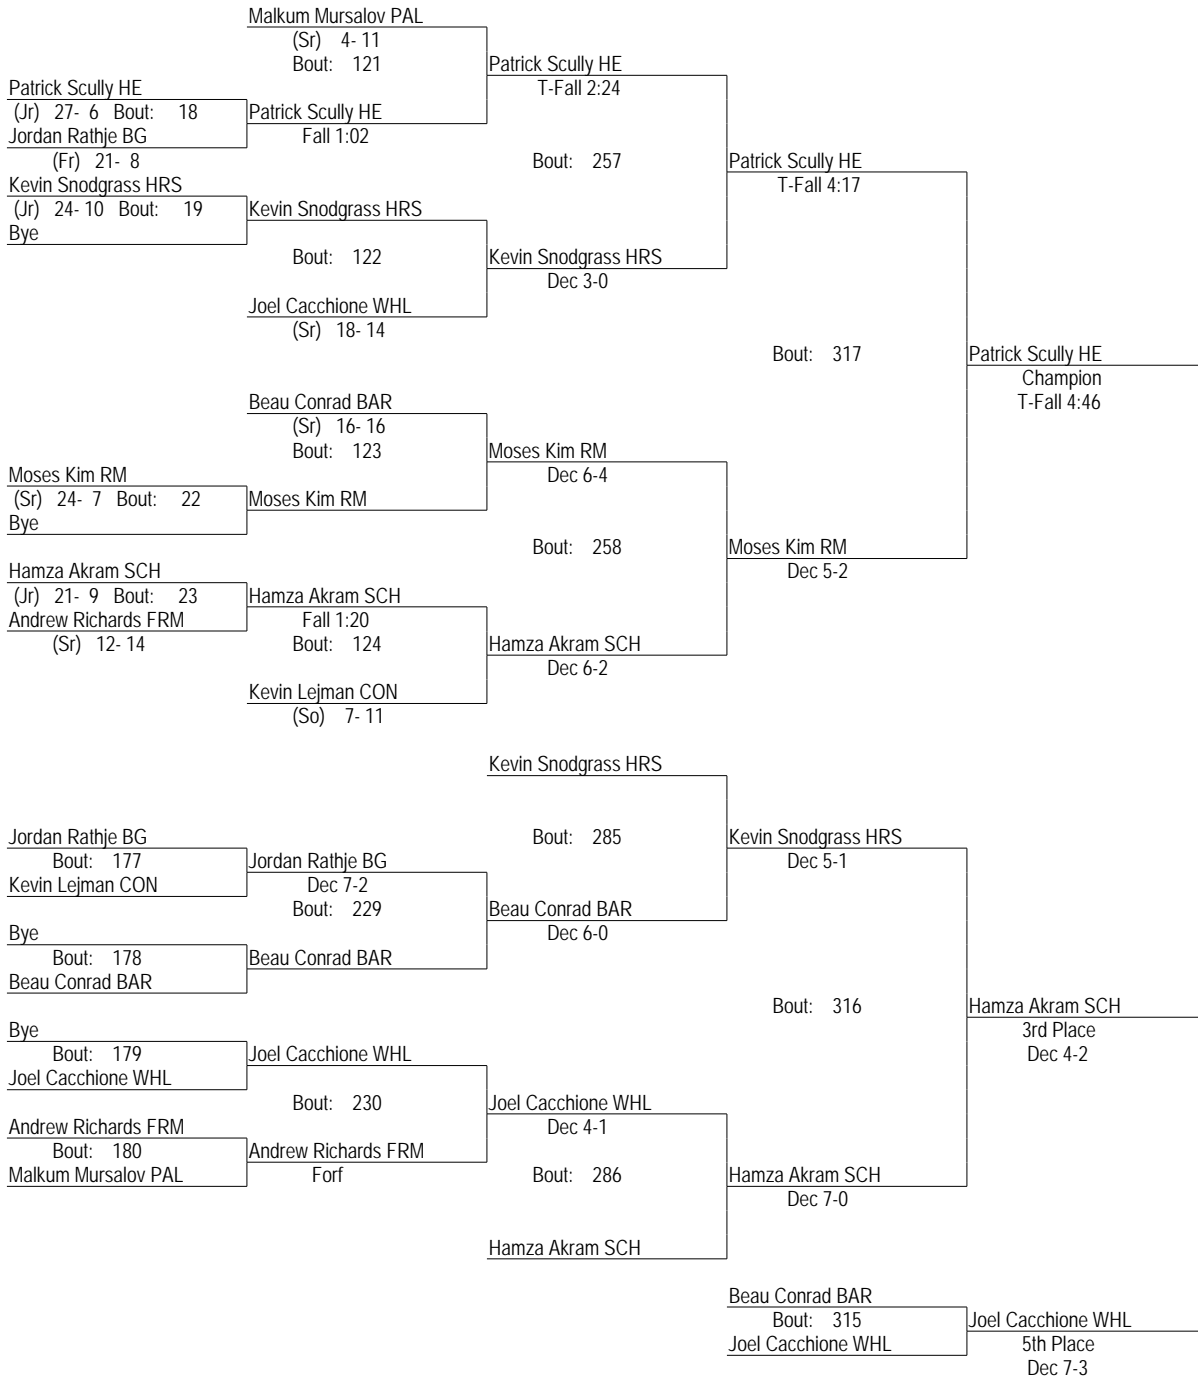 Malkum Mursalov PAL
(Sr) 4- 11
Bout: 121
Patrick Scully HE
T-Fall 2:24
Patrick Scully HE
(Jr) 27- 6 Bout: 18
Patrick Scully HE
Jordan Rathje BG
Fall 1:02
(Fr) 21- 8
Bout: 257
Patrick Scully HE
T-Fall 4:17
Kevin Snodgrass HRS
(Jr) 24- 10 Bout: 19
Kevin Snodgrass HRS
Bye
Bout: 122
Kevin Snodgrass HRS
Dec 3-0
Joel Cacchione WHL
(Sr) 18- 14
Bout: 317
Patrick Scully HE
Champion
T-Fall 4:46
Beau Conrad BAR
(Sr) 16- 16
Bout: 123
Moses Kim RM
Dec 6-4
Moses Kim RM
(Sr) 24- 7 Bout: 22
Moses Kim RM
Bye
Bout: 258
Moses Kim RM
Dec 5-2
Hamza Akram SCH
(Jr) 21- 9 Bout: 23
Hamza Akram SCH
Andrew Richards FRM
Fall 1:20
(Sr) 12- 14
Bout: 124
Hamza Akram SCH
Dec 6-2
Kevin Lejman CON
(So) 7- 11
Kevin Snodgrass HRS
Bout: 285
Kevin Snodgrass HRS
Dec 5-1
Jordan Rathje BG
Bout: 177
Jordan Rathje BG
Kevin Lejman CON
Dec 7-2
Bout: 229
Beau Conrad BAR
Dec 6-0
Bye
Bout: 178
Beau Conrad BAR
Beau Conrad BAR
Bout: 316
Hamza Akram SCH
3rd Place
Dec 4-2
Bye
Bout: 179
Joel Cacchione WHL
Joel Cacchione WHL
Bout: 230
Joel Cacchione WHL
Dec 4-1
Andrew Richards FRM
Bout: 180
Andrew Richards FRM
Malkum Mursalov PAL
Forf
Bout: 286
Hamza Akram SCH
Dec 7-0
Hamza Akram SCH
Beau Conrad BAR
Bout: 315
Joel Cacchione WHL
Joel Cacchione WHL
5th Place
Dec 7-3